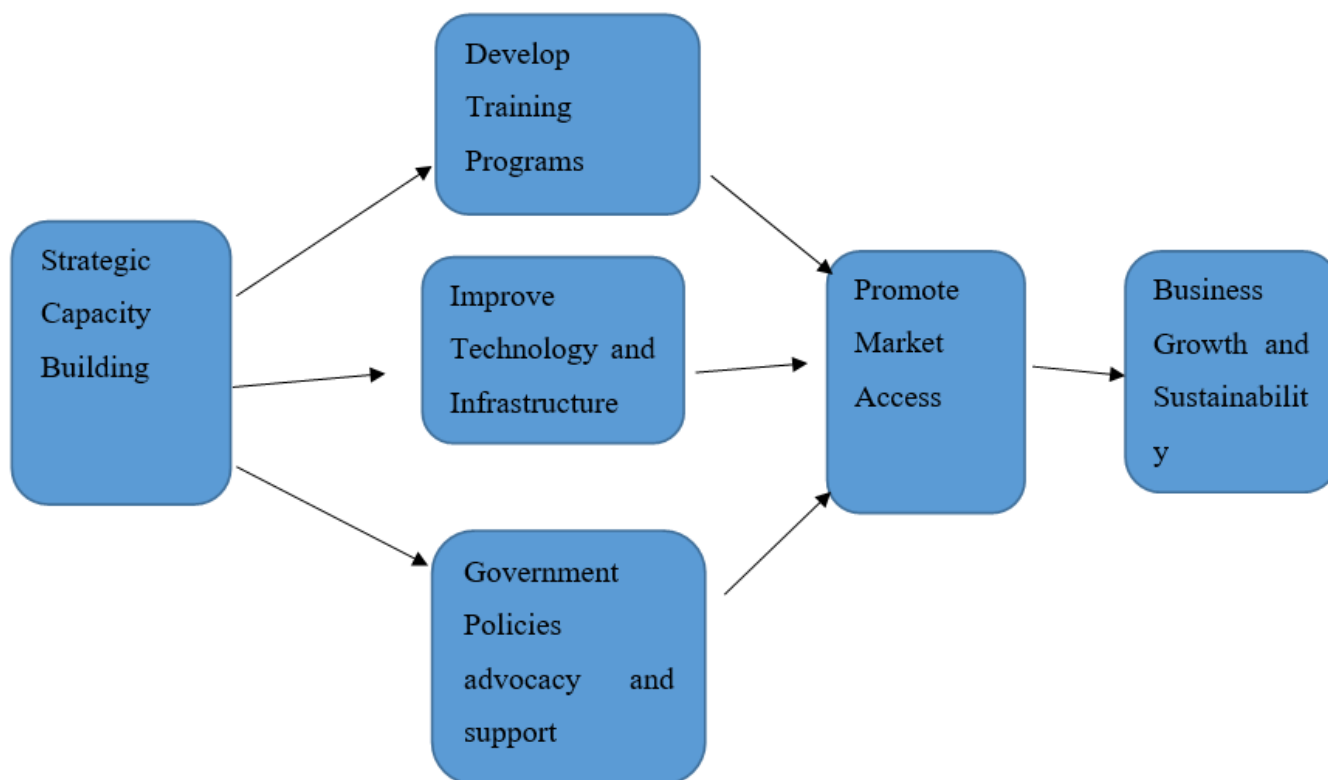 Develop
Training
Programs
Strategic
Capacity
Building
Improve
Technology and
Infrastructure
Promote
Market
Access
Business
Growth and
Sustainabilit
y
Government
Policies
advocacy and
support